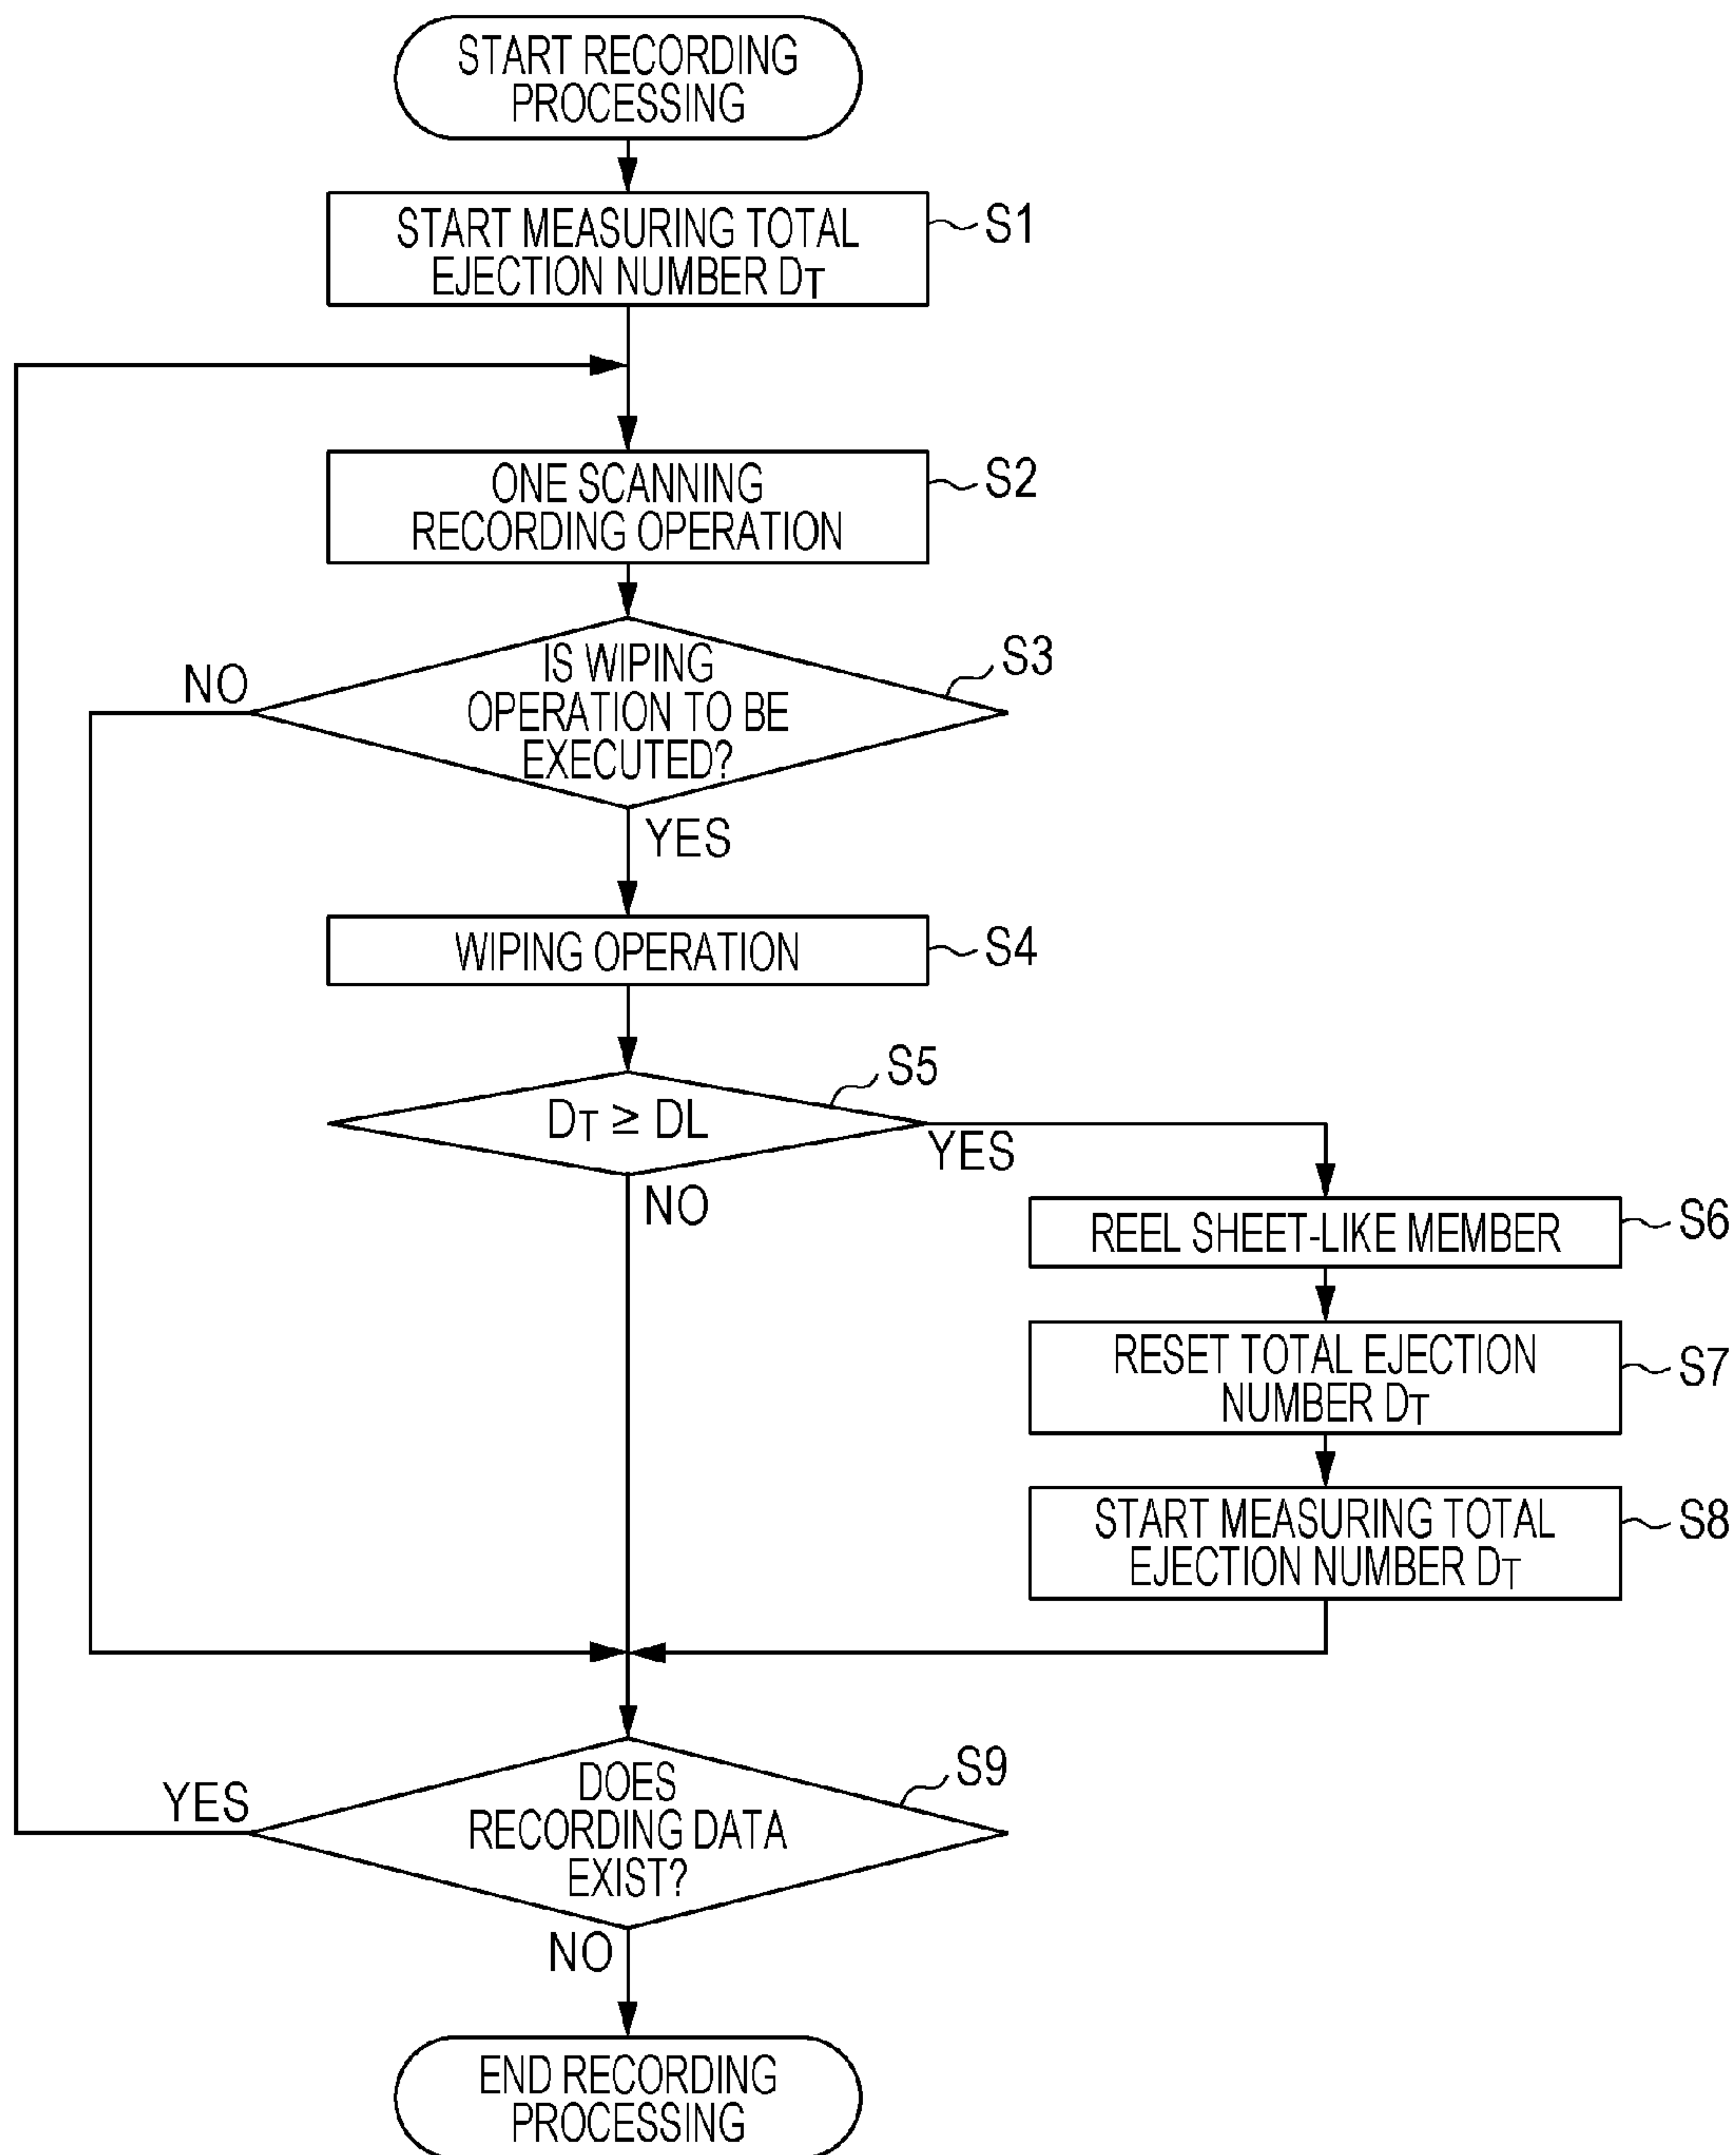 START RECORDING
PROCESSING
START MEASURING TOTAL
EJECTION NUMBER DT
S1
ONE SCANNING
RECORDING OPERATION
S2
IS WIPING
OPERATION TO BE
EXECUTED?
S3
NO
YES
WIPING OPERATION
S4
DT ≥ DL
S5
YES
NO
REEL SHEET-LIKE MEMBER
S6
RESET TOTAL EJECTION
NUMBER DT
S7
START MEASURING TOTAL
EJECTION NUMBER DT
S8
DOES
RECORDING DATA
EXIST?
S9
YES
NO
END RECORDING
PROCESSING